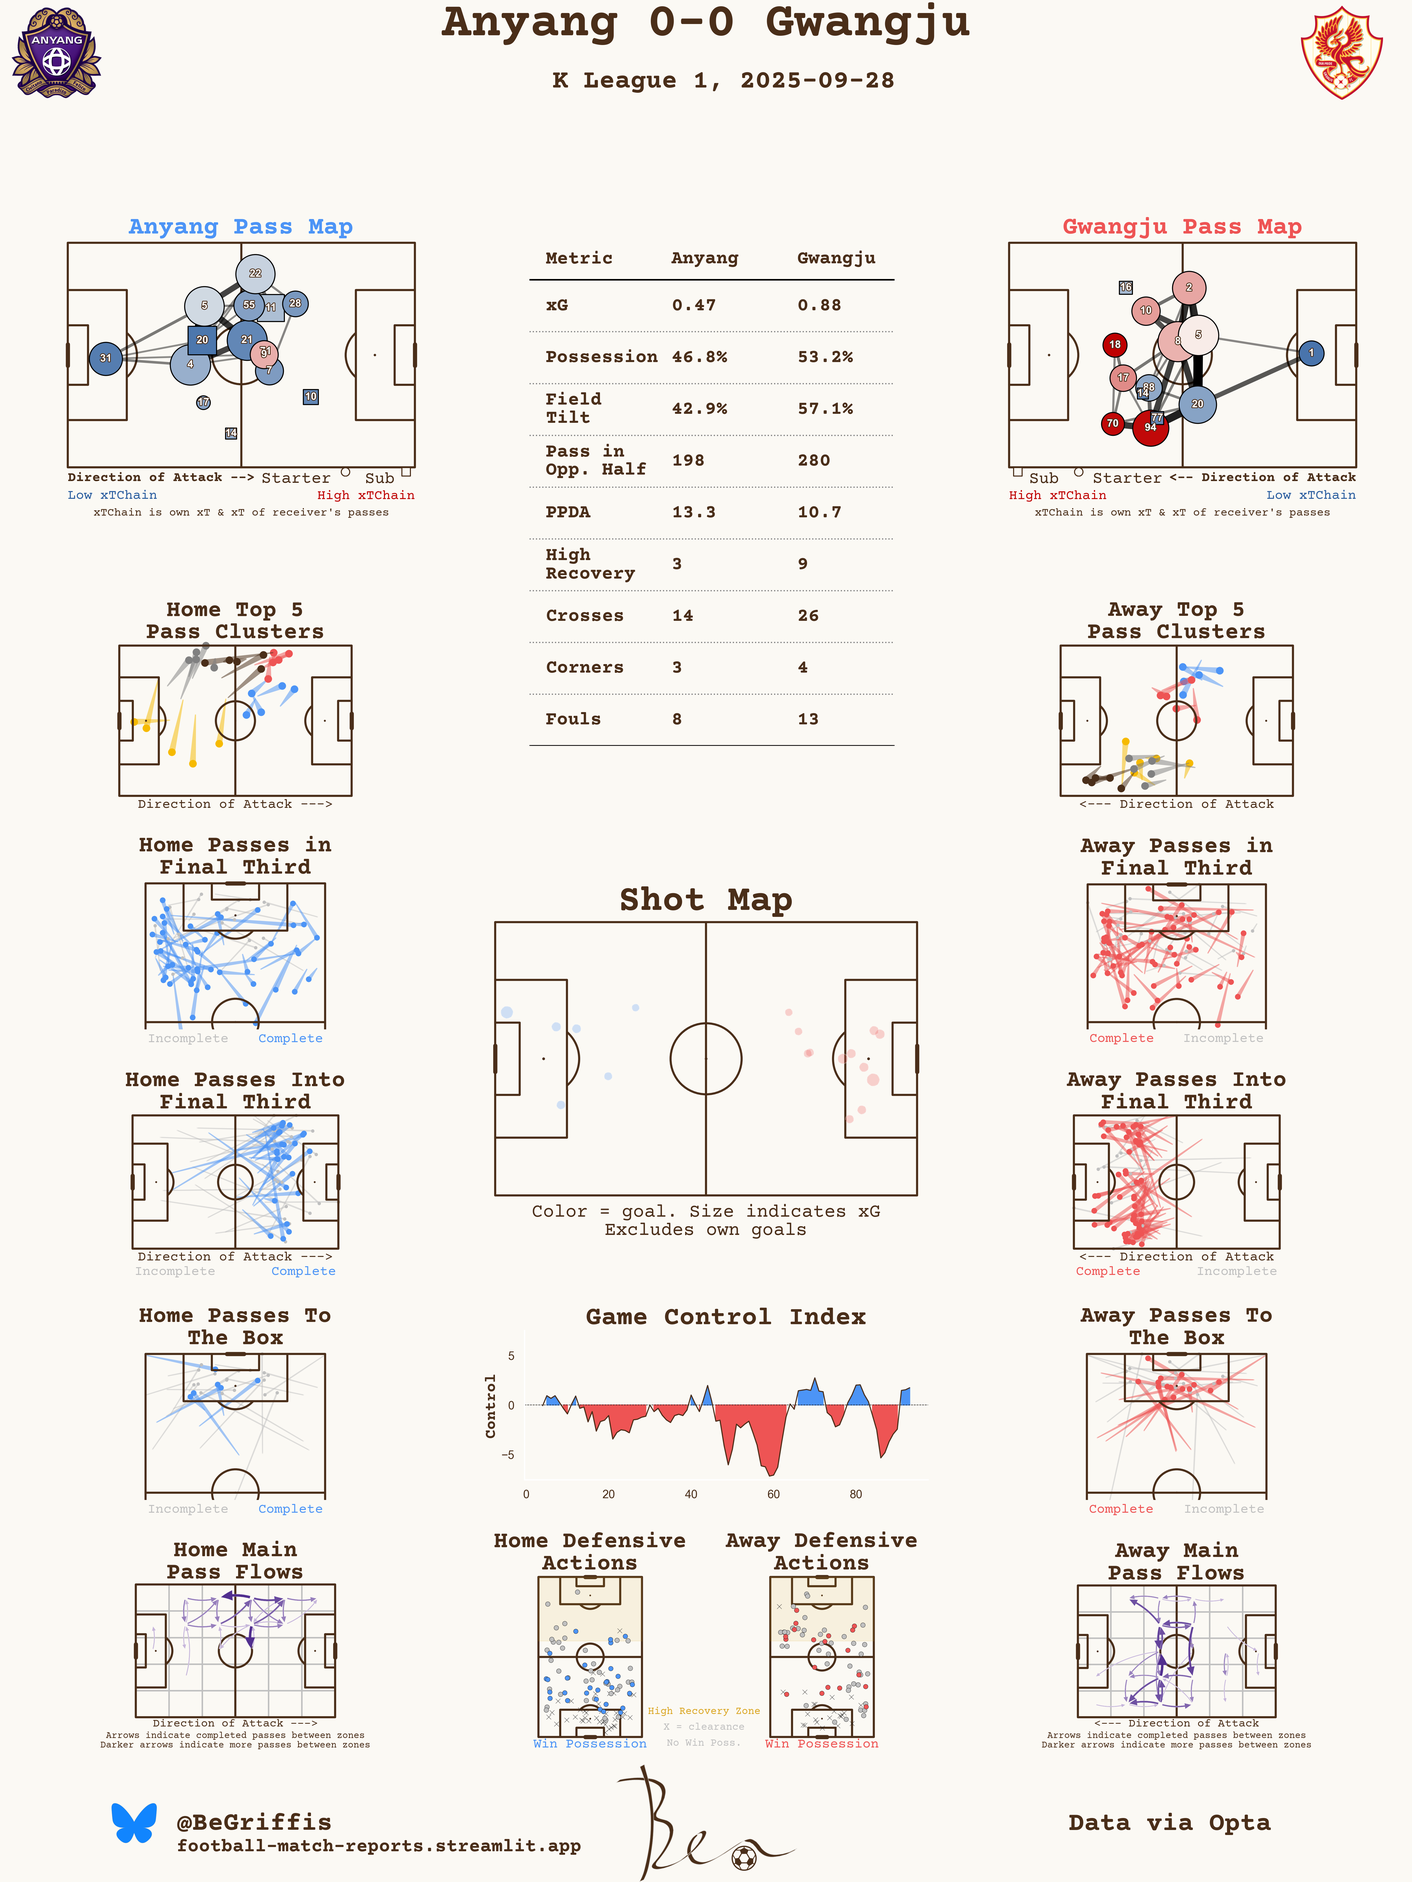 Anyang 0-0 Gwangju
K League 1, 2025-09-28
ANYANG
Anyang Pass Map
22
5
55
11
28
20
21
31
4
9
7
17
10
14
Direction of Attack --> Starter Sub
Low xTChain High xTChain
xTChain is own xT & xT of receiver's passes
Metric Anyang Gwangju
xG 0.47 0.88
Possession 46.8% 53.2%
Field
Tilt 42.9% 57.1%
Pass in
Opp. Half 198 280
PPDA 13.3 10.7
High
Recovery 3 9
Crosses 14 26
Corners 3 4
Fouls 8 13
Gwangju Pass Map
16
2
10
18
8
5
1
17
88
14
20
77
70
94
Sub Starter <-- Direction of Attack
High xTChain Low xTChain
xTChain is own xT & xT of receiver's passes
Home Top 5
Pass Clusters
Direction of Attack --->
Away Top 5
Pass Clusters
<--- Direction of Attack
Home Passes in
Final Third
Incomplete Complete
Shot Map
Color = goal. Size indicates xG
Excludes own goals
Away Passes in
Final Third
Complete Incomplete
Home Passes Into
Final Third
Direction of Attack --->
Incomplete Complete
Away Passes Into
Final Third
<--- Direction of Attack
Complete Incomplete
Home Passes To
The Box
Incomplete Complete
Game Control Index
Control
5
0
−5
0 20 40 60 80
Away Passes To
The Box
Complete Incomplete
Home Main
Pass Flows
Direction of Attack --->
Arrows indicate completed passes between zones
Darker arrows indicate more passes between zones
Home Defensive
Actions
Win Possession
Away Defensive
Actions
Win Possession
High Recovery Zone
X = clearance
No Win Poss.
Away Main
Pass Flows
<--- Direction of Attack
Arrows indicate completed passes between zones
Darker arrows indicate more passes between zones
@BeGriffis
football-match-reports.streamlit.app
Ben
Data via Opta